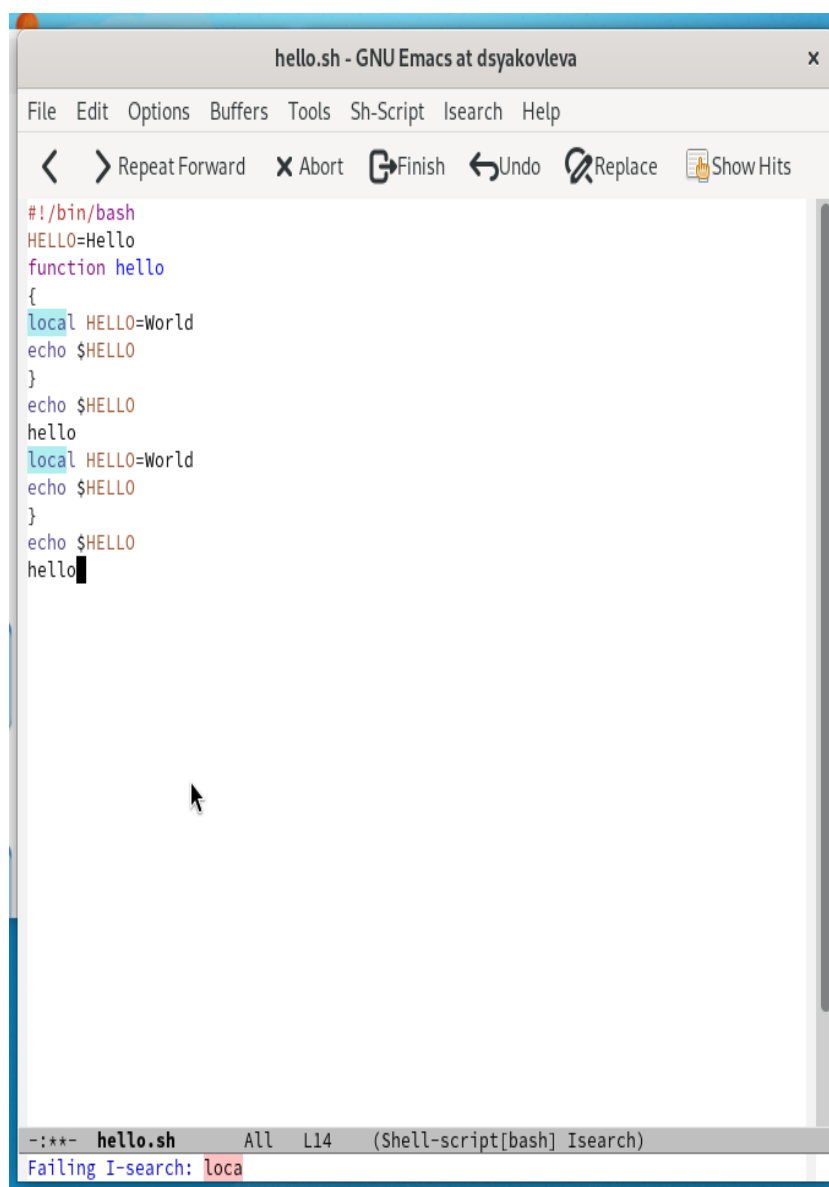 hello.sh - GNU Emacs at dsyakovleva x
File Edit Options Buffers Tools Sh-Script Isearch Help
Repeat Forward Abort Finish Undo Replace Show Hits
#!/bin/bash
HELLO=Hello
function hello
{
local HELLO=World
echo $HELLO
}
echo $HELLO
hello
local HELLO=World
echo $HELLO
}
echo $HELLO
hello
-:**- hello.sh All L14 (Shell-script[bash] Isearch)
Failing I-search: loca